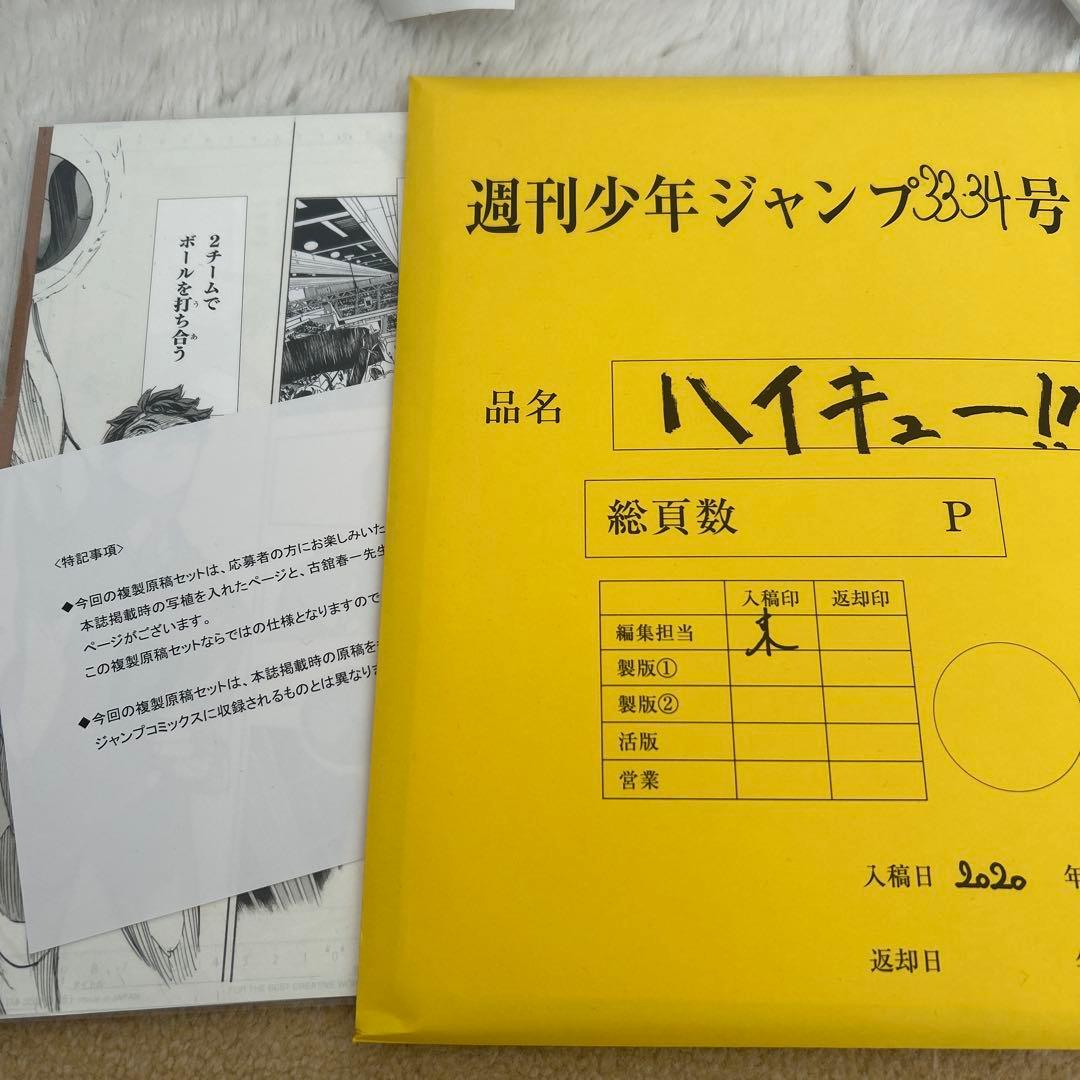 2チームで
ボールを打ち合う
う
あ
〈特記事項〉
◆今回の複製原稿セットは、応募者の方にお楽しみいた
本誌掲載時の写植を入れたページと、古舘春一先生
ページがございます。
この複製原稿セットならではの仕様となりますので
◆今回の複製原稿セットは、本誌掲載時の原稿を
ジャンプコミックスに収録されるものとは異なりま
週刊少年ジャンプ33・34号
品名 ハイキュー!!
総頁数 P
入稿印 返却印
編集担当
製版①
製版②
活版
営業
入稿日 2020 年
返却日